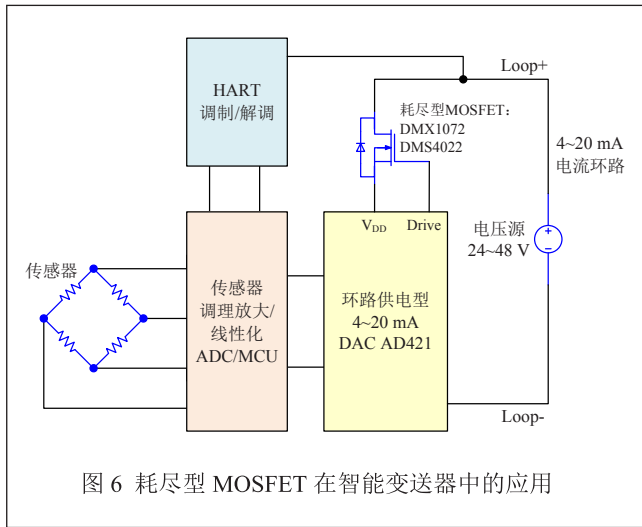 HART
调制/解调
Loop+
耗尽型MOSFET：
DMX1072
DMS4022
4~20 mA
电流环路
V_DD
Drive
电压源
24~48 V
传感器
传感器
调理放大/
线性化
ADC/MCU
环路供电型
4~20 mA
DAC AD421
Loop-
图 6 耗尽型 MOSFET 在智能变送器中的应用